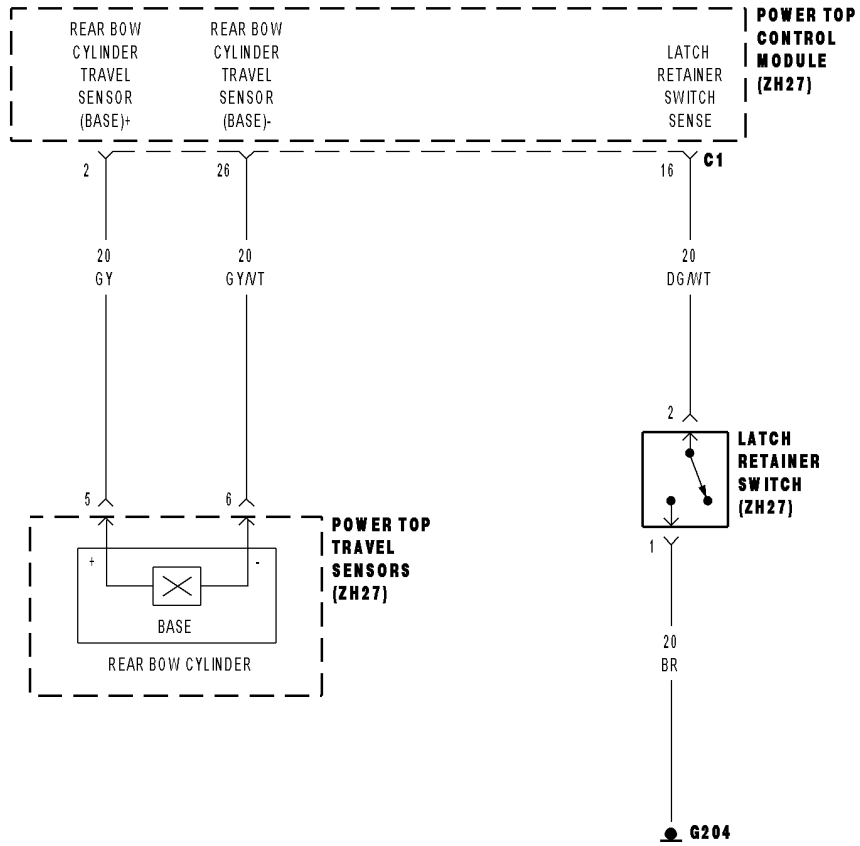 REAR BOW
CYLINDER
TRAVEL
SENSOR
(BASE)+
REAR BOW
CYLINDER
TRAVEL
SENSOR
(BASE)-
LATCH
RETAINER
SWITCH
SENSE
POWER TOP
CONTROL
MODULE
(ZH27)
2
26
16
C1
20
GY
20
GY/VT
20
DG/WT
2
LATCH
RETAINER
SWITCH
(ZH27)
1
5
6
POWER TOP
TRAVEL
SENSORS
(ZH27)
+
-
BASE
REAR BOW CYLINDER
20
BR
G204